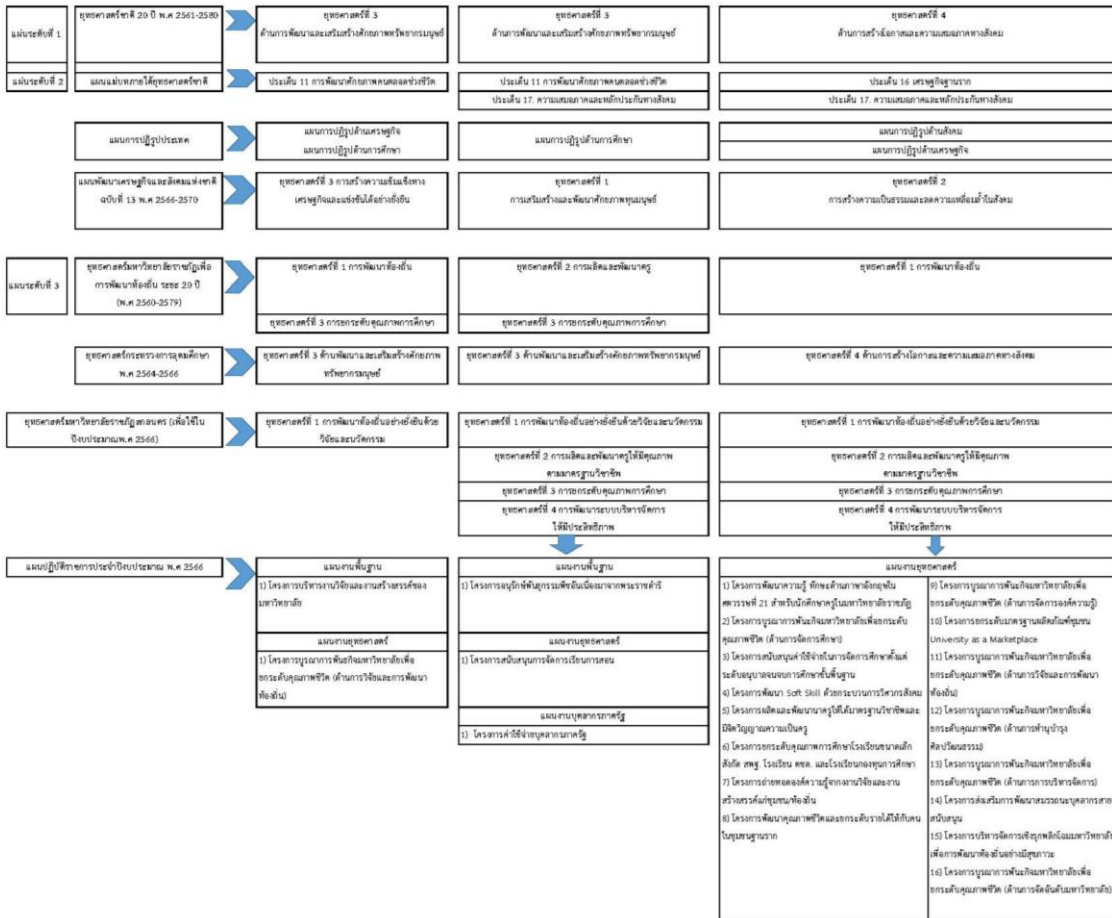 แผนระดับที่ 1
ยุทธศาสตร์ชาติ 20 ปี พ.ศ 2561-2580
ยุทธศาสตร์ที่ 3
ด้านการพัฒนาและเสริมสร้างศักยภาพทรัพยากรมนุษย์
ยุทธศาสตร์ที่ 3
ด้านการพัฒนาและเสริมสร้างศักยภาพทรัพยากรมนุษย์
ยุทธศาสตร์ที่ 4
ด้านการสร้างโอกาสและความเสมอภาคทางสังคม
แผนระดับที่ 2
แผนแม่บทภายใต้ยุทธศาสตร์ชาติ
ประเด็น 11 การพัฒนาศักยภาพคนตลอดช่วงชีวิต
ประเด็น 11 การพัฒนาศักยภาพคนตลอดช่วงชีวิต
ประเด็น 17. ความเสมอภาคและหลักประกันทางสังคม
ประเด็น 16 เศรษฐกิจฐานราก
ประเด็น 17. ความเสมอภาคและหลักประกันทางสังคม
แผนการปฏิรูปประเทศ
แผนการปฏิรูปด้านเศรษฐกิจ
แผนการปฏิรูปด้านการศึกษา
แผนการปฏิรูปด้านการศึกษา
แผนการปฏิรูปด้านสังคม
แผนการปฏิรูปด้านเศรษฐกิจ
แผนพัฒนาเศรษฐกิจและสังคมแห่งชาติ
ฉบับที่ 13 พ.ศ 2566-2570
ยุทธศาสตร์ที่ 3 การสร้างความเข้มแข็งทาง
เศรษฐกิจและแข่งขันได้อย่างยั่งยืน
ยุทธศาสตร์ที่ 1
การเสริมสร้างและพัฒนาศักยภาพทุนมนุษย์
ยุทธศาสตร์ที่ 2
การสร้างความเป็นธรรมและลดความเหลื่อมล้ำในสังคม
แผนระดับที่ 3
ยุทธศาสตร์มหาวิทยาลัยราชภัฏเพื่อ
การพัฒนาท้องถิ่น ระยะ 20 ปี
(พ.ศ 2560-2579)
ยุทธศาสตร์ที่ 1 การพัฒนาท้องถิ่น
ยุทธศาสตร์ที่ 3 การยกระดับคุณภาพการศึกษา
ยุทธศาสตร์ที่ 2 การผลิตและพัฒนาครู
ยุทธศาสตร์ที่ 3 การยกระดับคุณภาพการศึกษา
ยุทธศาสตร์ที่ 1 การพัฒนาท้องถิ่น
ยุทธศาสตร์กระทรวงการอุดมศึกษา
พ.ศ 2564-2566
ยุทธศาสตร์ที่ 3 ด้านพัฒนาและเสริมสร้างศักยภาพ
ทรัพยากรมนุษย์
ยุทธศาสตร์ที่ 3 ด้านพัฒนาและเสริมสร้างศักยภาพทรัพยากรมนุษย์
ยุทธศาสตร์ที่ 4 ด้านการสร้างโอกาสและความเสมอภาคทางสังคม
ยุทธศาสตร์มหาวิทยาลัยราชภัฏสกลนคร (เพื่อใช้ใน
ปีงบประมาณพ.ศ 2566)
ยุทธศาสตร์ที่ 1 การพัฒนาท้องถิ่นอย่างยั่งยืนด้วย
วิจัยและนวัตกรรม
ยุทธศาสตร์ที่ 1 การพัฒนาท้องถิ่นอย่างยั่งยืนด้วยวิจัยและนวัตกรรม
ยุทธศาสตร์ที่ 2 การผลิตและพัฒนาครูให้มีคุณภาพ
ตามมาตรฐานวิชาชีพ
ยุทธศาสตร์ที่ 3 การยกระดับคุณภาพการศึกษา
ยุทธศาสตร์ที่ 4 การพัฒนาระบบบริหารจัดการ
ให้มีประสิทธิภาพ
ยุทธศาสตร์ที่ 1 การพัฒนาท้องถิ่นอย่างยั่งยืนด้วยวิจัยและนวัตกรรม
ยุทธศาสตร์ที่ 2 การผลิตและพัฒนาครูให้มีคุณภาพ
ตามมาตรฐานวิชาชีพ
ยุทธศาสตร์ที่ 3 การยกระดับคุณภาพการศึกษา
ยุทธศาสตร์ที่ 4 การพัฒนาระบบบริหารจัดการ
ให้มีประสิทธิภาพ
แผนปฏิบัติราชการประจำปีงบประมาณ พ.ศ 2566
แผนงานพื้นฐาน
1) โครงการบริหารงานวิจัยและงานสร้างสรรค์ของ
มหาวิทยาลัย
แผนงานยุทธศาสตร์
1) โครงการบูรณาการพันธกิจมหาวิทยาลัยเพื่อ
ยกระดับคุณภาพชีวิต (ด้านการวิจัยและการพัฒนา
ท้องถิ่น)
แผนงานพื้นฐาน
1) โครงการอนุรักษ์พันธุกรรมพืชอันเนื่องมาจากพระราชดำริ
แผนงานยุทธศาสตร์
1) โครงการสนับสนุนการจัดการเรียนการสอน
แผนงานบุคลากรภาครัฐ
1) โครงการค่าใช้จ่ายบุคลากรภาครัฐ
แผนงานยุทธศาสตร์
1) โครงการพัฒนาความรู้ ทักษะด้านภาษาอังกฤษใน
ศตวรรษที่ 21 สำหรับนักศึกษาครูในมหาวิทยาลัยราชภัฏ
2) โครงการบูรณาการพันธกิจมหาวิทยาลัยเพื่อยกระดับ
คุณภาพชีวิต (ด้านการจัดการศึกษา)
3) โครงการสนับสนุนค่าใช้จ่ายในการจัดการศึกษาตั้งแต่
ระดับอนุบาลจนจบการศึกษาขั้นพื้นฐาน
4) โครงการพัฒนา Soft Skill ด้วยกระบวนการวิศวกรสังคม
5) โครงการผลิตและพัฒนาครูให้ได้มาตรฐานวิชาชีพและ
มีจิตวิญญาณความเป็นครู
6) โครงการยกระดับคุณภาพการศึกษาโรงเรียนขนาดเล็ก
สังกัด สพฐ. โรงเรียน ตชด. และโรงเรียนกองทุนการศึกษา
7) โครงการถ่ายทอดองค์ความรู้จากงานวิจัยและงาน
สร้างสรรค์แก่ชุมชน/ท้องถิ่น
8) โครงการพัฒนาคุณภาพชีวิตและยกระดับรายได้ให้กับคน
ในชุมชนฐานราก
9) โครงการบูรณาการพันธกิจมหาวิทยาลัยเพื่อ
ยกระดับคุณภาพชีวิต (ด้านการจัดการองค์ความรู้)
10) โครงการยกระดับมาตรฐานผลิตภัณฑ์ชุมชน
University as a Marketplace
11) โครงการบูรณาการพันธกิจมหาวิทยาลัยเพื่อ
ยกระดับคุณภาพชีวิต (ด้านการวิจัยและการพัฒนา
ท้องถิ่น)
12) โครงการบูรณาการพันธกิจมหาวิทยาลัยเพื่อ
ยกระดับคุณภาพชีวิต (ด้านการทำนุบำรุง
ศิลปวัฒนธรรม)
13) โครงการบูรณาการพันธกิจมหาวิทยาลัยเพื่อ
ยกระดับคุณภาพชีวิต (ด้านการการบริหารจัดการ)
14) โครงการส่งเสริมการพัฒนาสมรรถนะบุคลากรสาย
สนับสนุน
15) โครงการบริหารจัดการเชิงรุกพลิกโฉมมหาวิทยาลัย
เพื่อการพัฒนาท้องถิ่นอย่างมีสุขภาวะ
16) โครงการบูรณาการพันธกิจมหาวิทยาลัยเพื่อ
ยกระดับคุณภาพชีวิต (ด้านการจัดอันดับมหาวิทยาลัย)